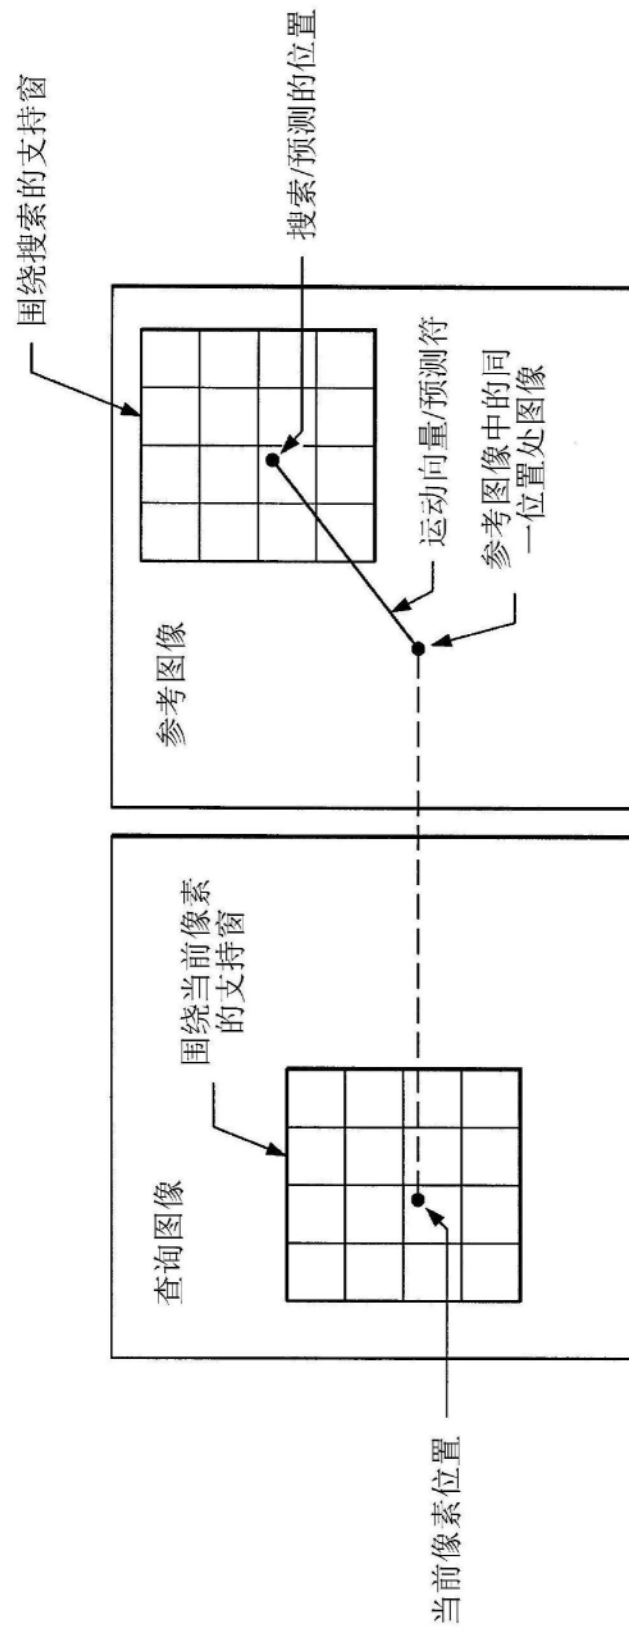 围绕搜索的支持窗
搜索/预测的位置
参考图像
运动向量/预测符
参考图像中的同
一位置处图像
查询图像
围绕当前像素
的支持窗
当前像素位置